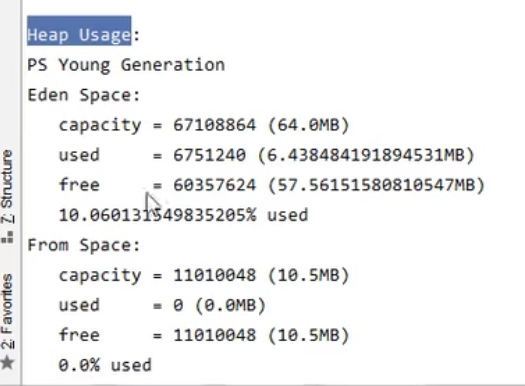 Heap Usage:
PS Young Generation
Eden Space:
capacity = 67108864 (64.0MB)
used = 6751240 (6.438484191894531MB)
free = 60357624 (57.56151580810547MB)
10.060131549835205% used
From Space:
capacity = 11010048 (10.5MB)
used = 0 (0.0MB)
free = 11010048 (10.5MB)
0.0% used
7: Structure
2: Favorites